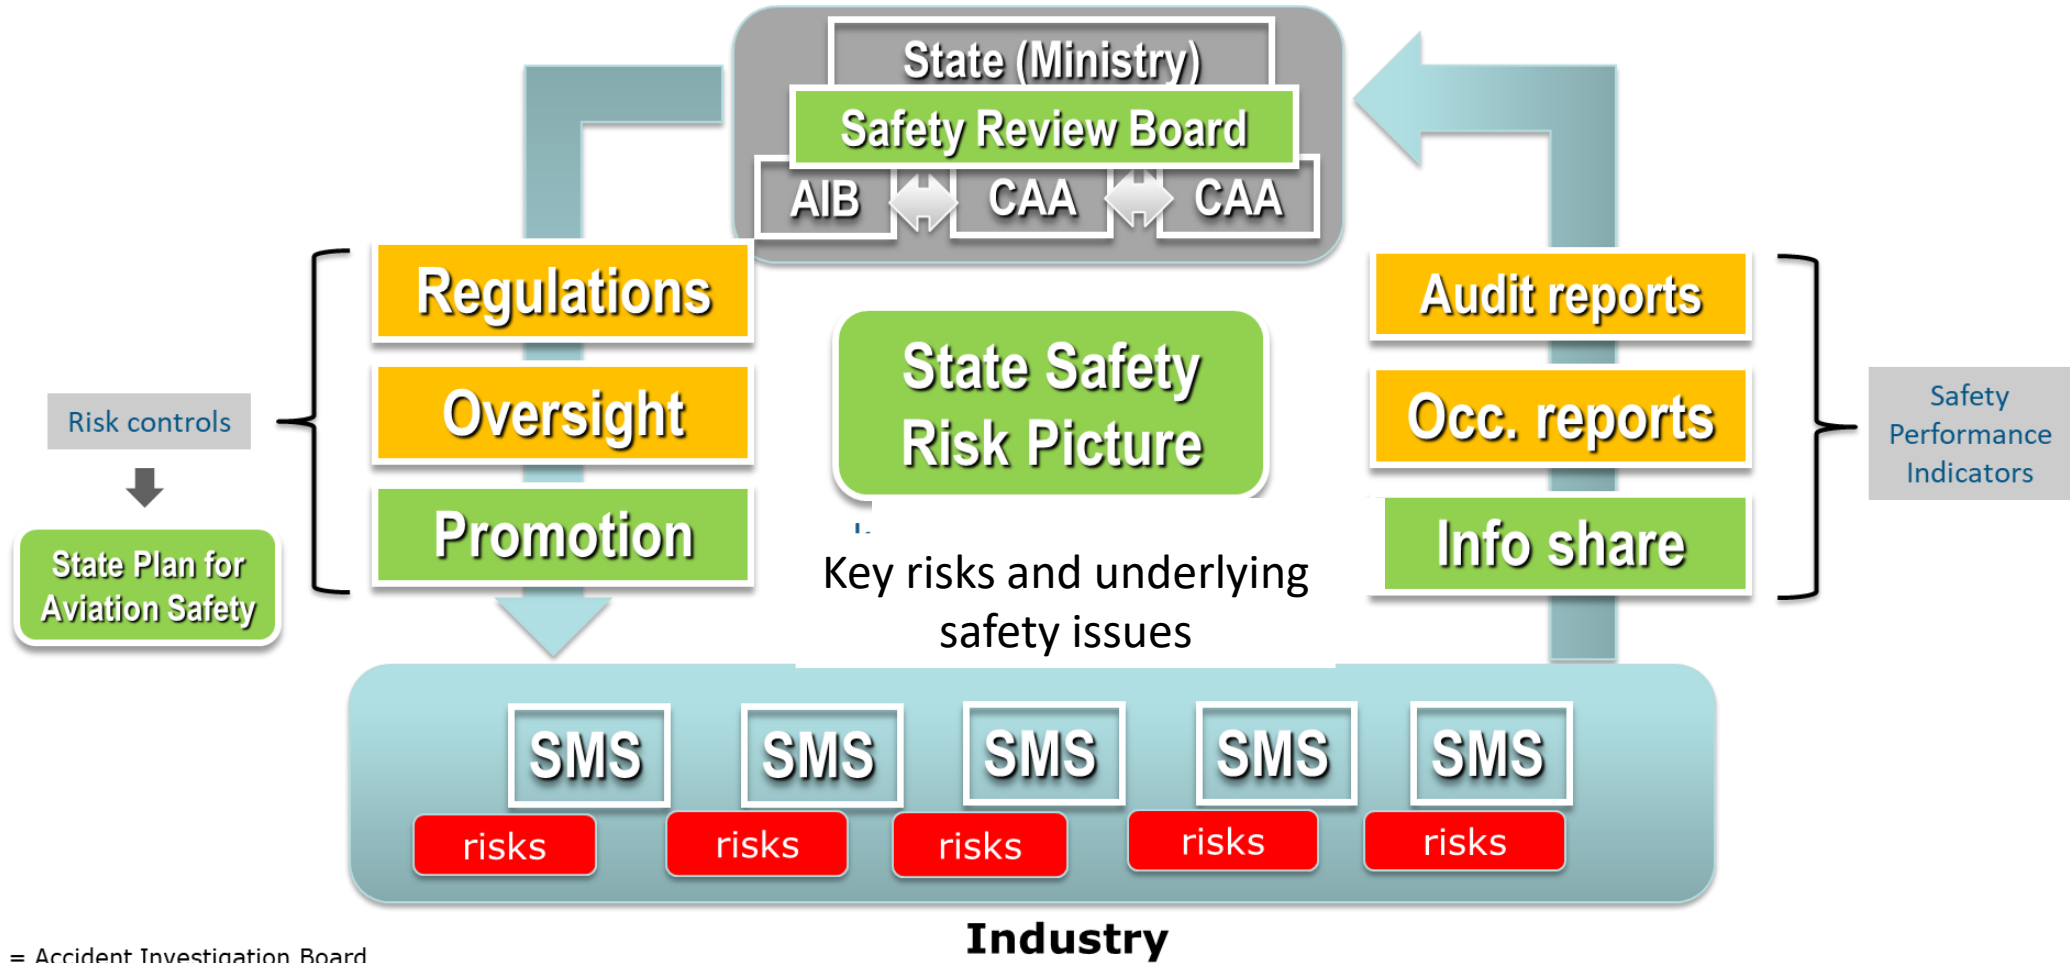 State (Ministry)
Safety Review Board
AIB
CAA
CAA
Regulations
Oversight
Promotion
Risk controls
State Plan for
Aviation Safety
State Safety
Risk Picture
Key risks and underlying
safety issues
Audit reports
Occ. reports
Info share
Safety
Performance
Indicators
SMS
SMS
SMS
SMS
SMS
risks
risks
risks
risks
risks
Industry
= Accident Investigation Board